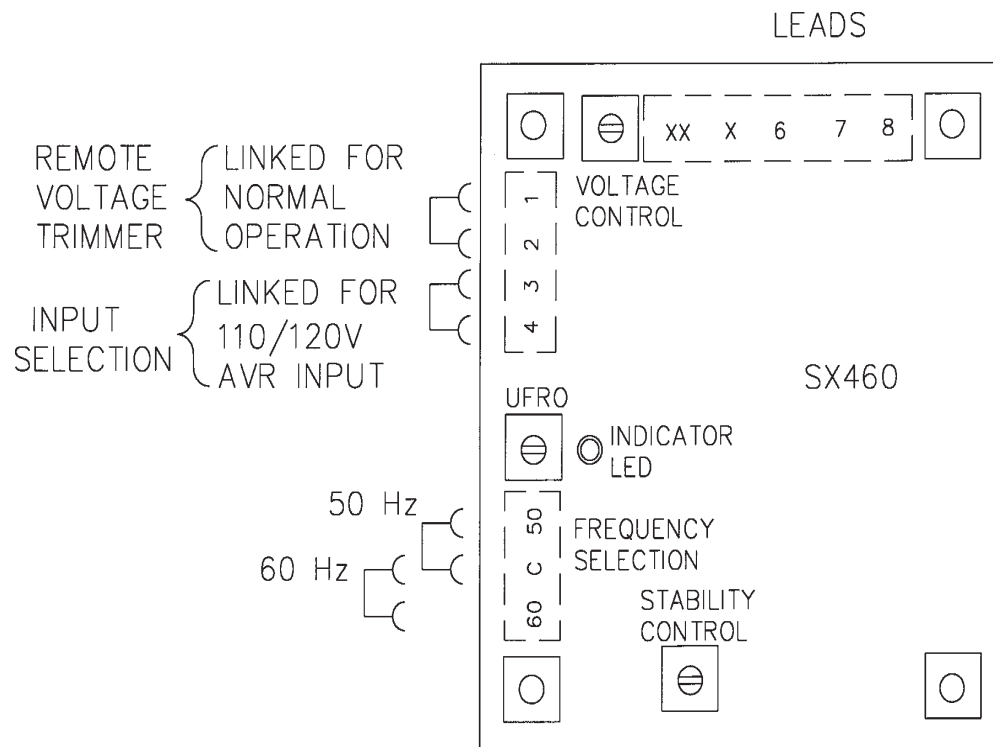 LEADS
XX X 6 7 8
VOLTAGE
CONTROL
REMOTE
VOLTAGE
TRIMMER
LINKED FOR
NORMAL
OPERATION
1
2
3
4
INPUT
SELECTION
LINKED FOR
110/120V
AVR INPUT
SX460
UFRO
INDICATOR
LED
50 Hz
60 Hz
50
C
60
FREQUENCY
SELECTION
STABILITY
CONTROL